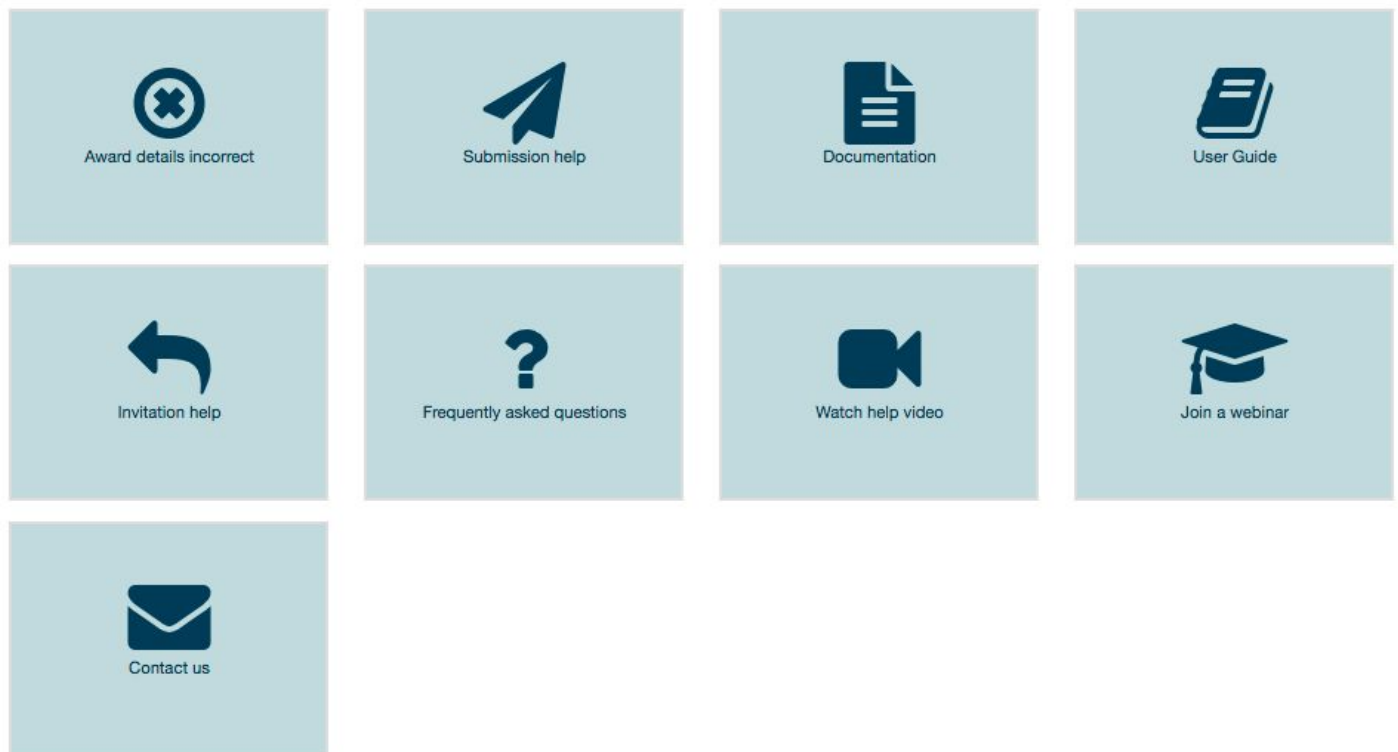 Award details incorrect
Submission help
Documentation
User Guide
Invitation help
Frequently asked questions
Watch help video
Join a webinar
Contact us